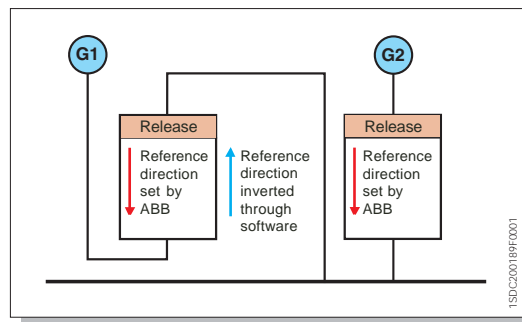 G1
G2
Release
Reference
direction
set by
ABB
Reference
direction
inverted
through
software
Release
Reference
direction
set by
ABB
1SDC200189F0001